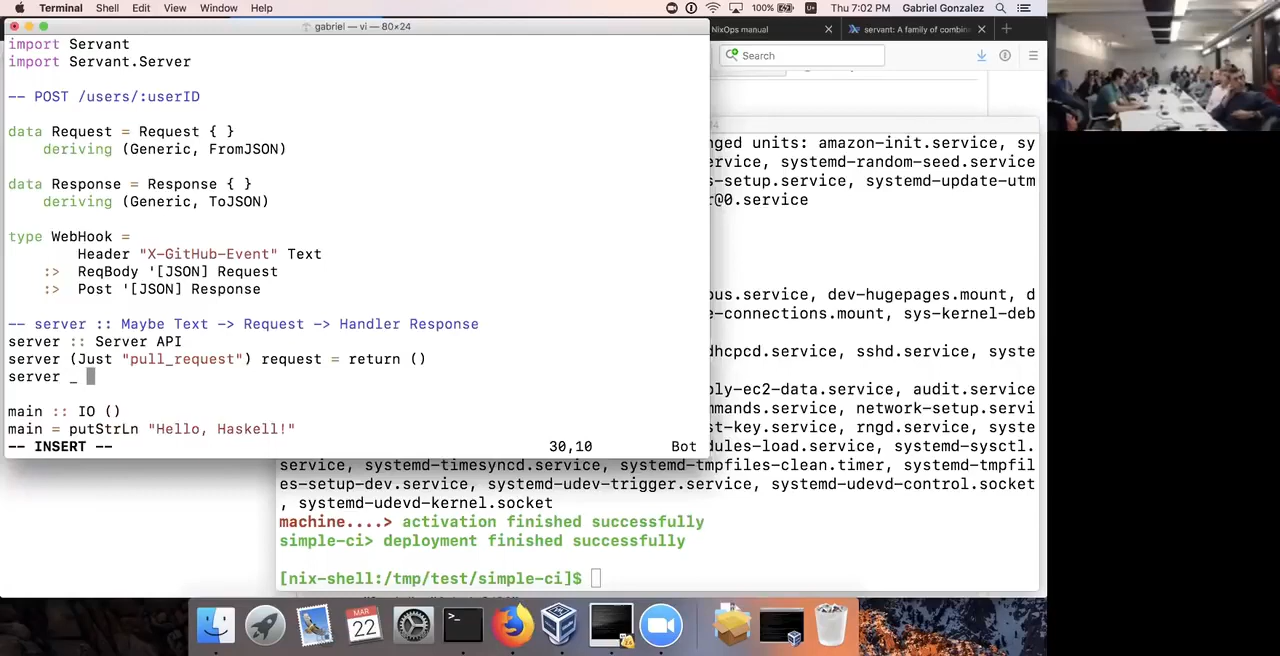 Terminal Shell Edit View Window Help
100% Thu 7:02 PM Gabriel Gonzalez
gabriel — vi — 80×24
NixOps manual
servant: A family of combin
Search
import Servant
import Servant.Server
-- POST /users/:userID
data Request = Request { }
deriving (Generic, FromJSON)
data Response = Response { }
deriving (Generic, ToJSON)
type WebHook =
Header "X-GitHub-Event" Text
:> ReqBody '[JSON] Request
:> Post '[JSON] Response
-- server :: Maybe Text -> Request -> Handler Response
server :: Server API
server (Just "pull_request") request = return ()
server _
main :: IO ()
main = putStrLn "Hello, Haskell!"
-- INSERT -- 30,10 Bot
nged units: amazon-init.service, sy
ervice, systemd-random-seed.service
s-setup.service, systemd-update-utm
r@0.service
bus.service, dev-hugepages.mount, d
e-connections.mount, sys-kernel-deb
dhcpcd.service, sshd.service, syste
ply-ec2-data.service, audit.service
mmands.service, network-setup.servi
st-key.service, rngd.service, syste
dules-load.service, systemd-sysctl.
service, systemd-timesyncd.service, systemd-tmpfiles-clean.timer, systemd-tmpfil
es-setup-dev.service, systemd-udev-trigger.service, systemd-udevd-control.socket
, systemd-udevd-kernel.socket
machine....> activation finished successfully
simple-ci> deployment finished successfully
[nix-shell:/tmp/test/simple-ci]$
MAR
22